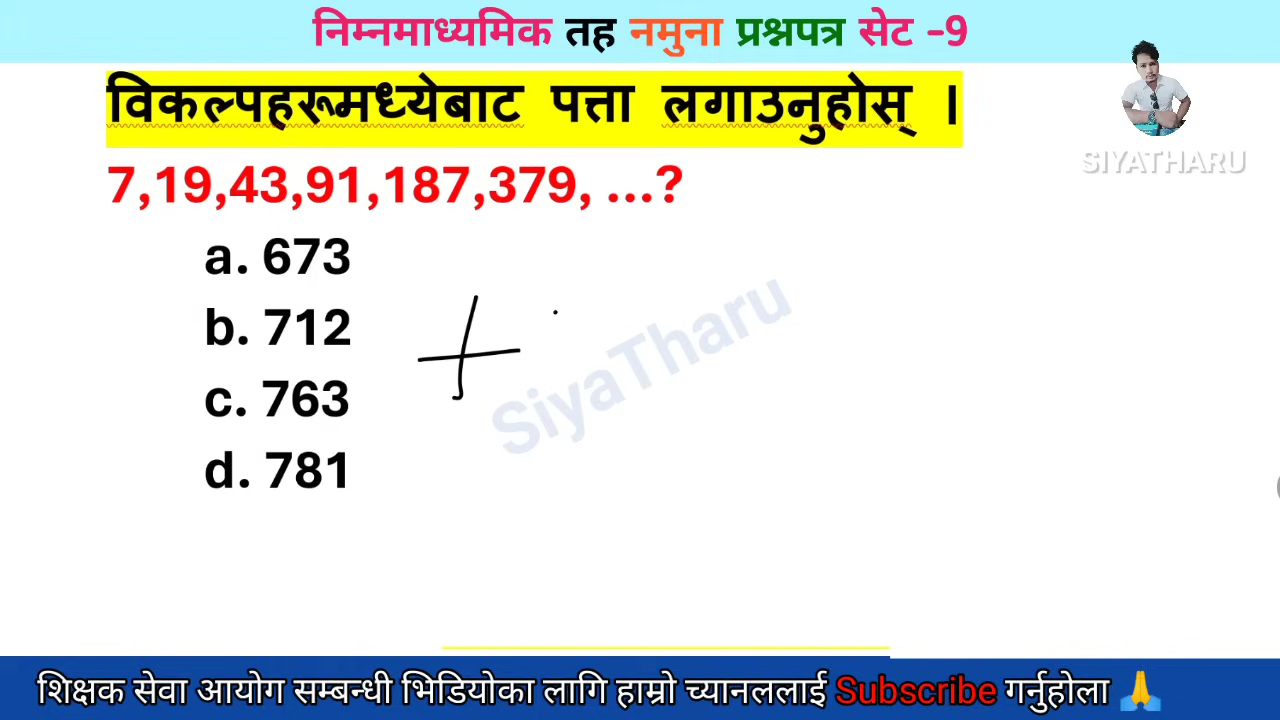 निम्नमाध्यमिक तह नमुना प्रश्नपत्र सेट -9
विकल्पहरूमध्येबाट पत्ता लगाउनुहोस् ।
SIYATHARU
7,19,43,91,187,379, ...?
a. 673
b. 712
c. 763
d. 781
SiyaTharu
शिक्षक सेवा आयोग सम्बन्धी भिडियोका लागि हाम्रो च्यानललाई Subscribe गर्नुहोला 🙏